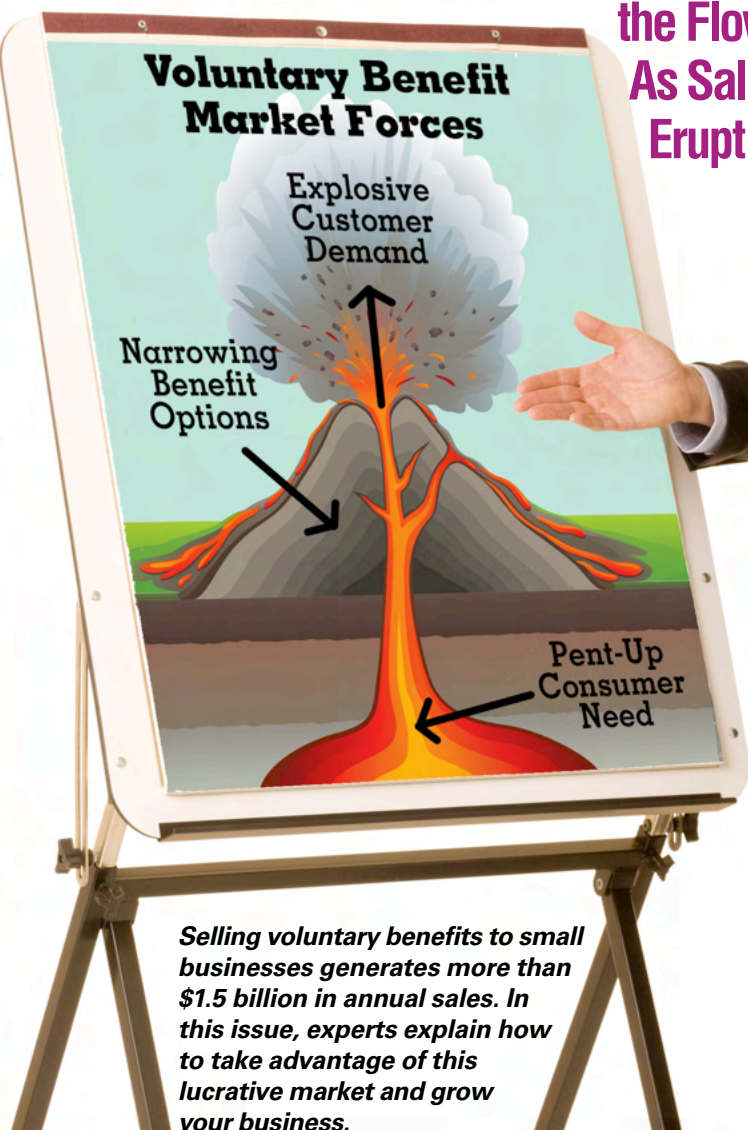 the Flow
As Sal
Erupt
Voluntary Benefit
Market Forces
Explosive
Customer
Demand
Narrowing
Benefit
Options
Pent-Up
Consumer
Need
Selling voluntary benefits to small
businesses generates more than
$1.5 billion in annual sales. In
this issue, experts explain how
to take advantage of this
lucrative market and grow
your business.